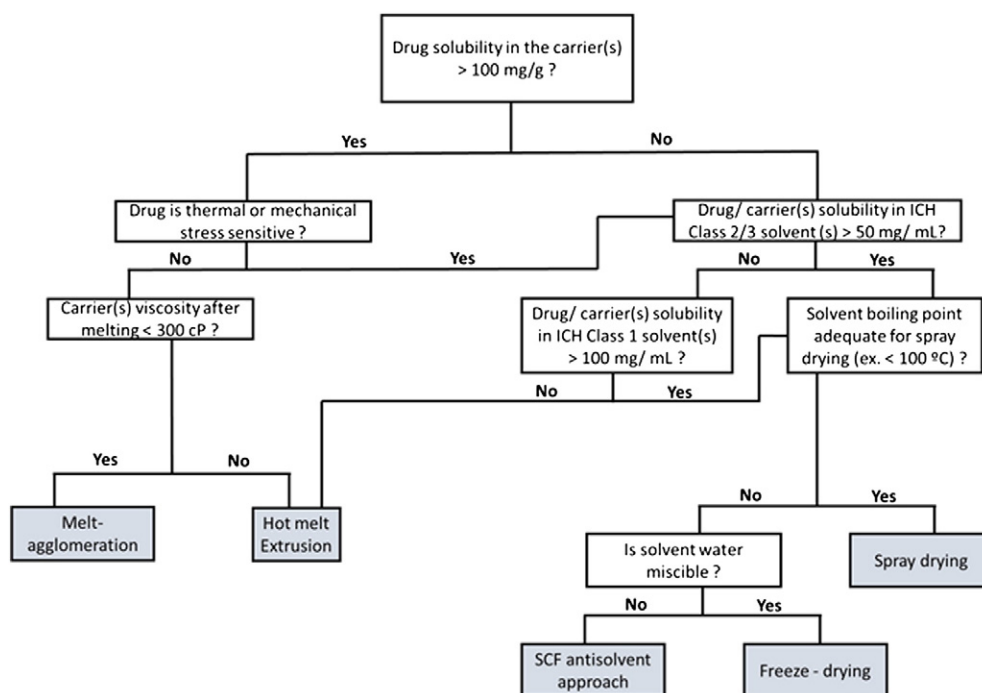 Drug solubility in the carrier(s)
> 100 mg/g ?
Yes
No
Drug is thermal or mechanical
stress sensitive ?
Drug/ carrier(s) solubility in ICH
Class 2/3 solvent (s) > 50 mg/ mL?
No
Yes
No
Yes
Carrier(s) viscosity after
melting < 300 cP ?
Drug/ carrier(s) solubility
in ICH Class 1 solvent(s)
> 100 mg/ mL ?
Solvent boiling point
adequate for spray
drying (ex. < 100 ºC) ?
No
Yes
Yes
No
Melt-
agglomeration
Hot melt
Extrusion
No
Yes
Is solvent water
miscible ?
Spray drying
No
Yes
SCF antisolvent
approach
Freeze - drying